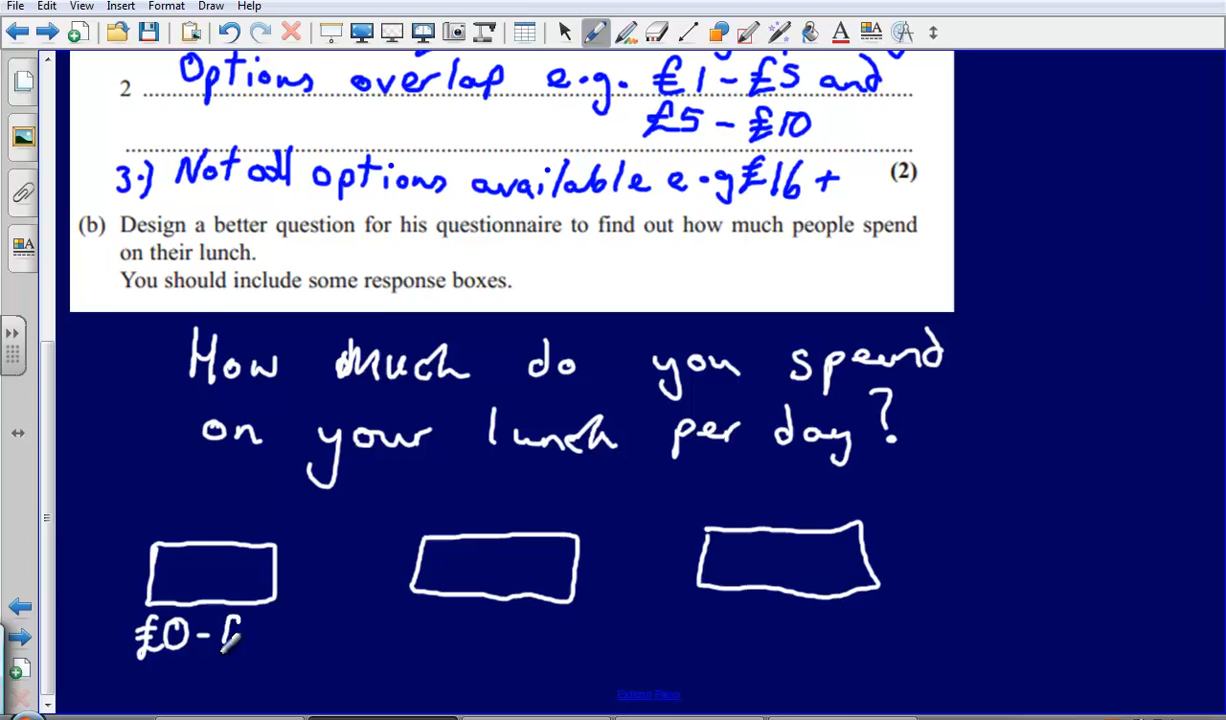 File Edit View Insert Format Draw Help
Options overlap e.g. £1 - £5 and
2
£5 - £10
3.) Not all options available e.g £16 +
(2)
(b) Design a better question for his questionnaire to find out how much people spend
on their lunch.
You should include some response boxes.
How much do you spend
on your lunch per day?
£0 -
Extend Page